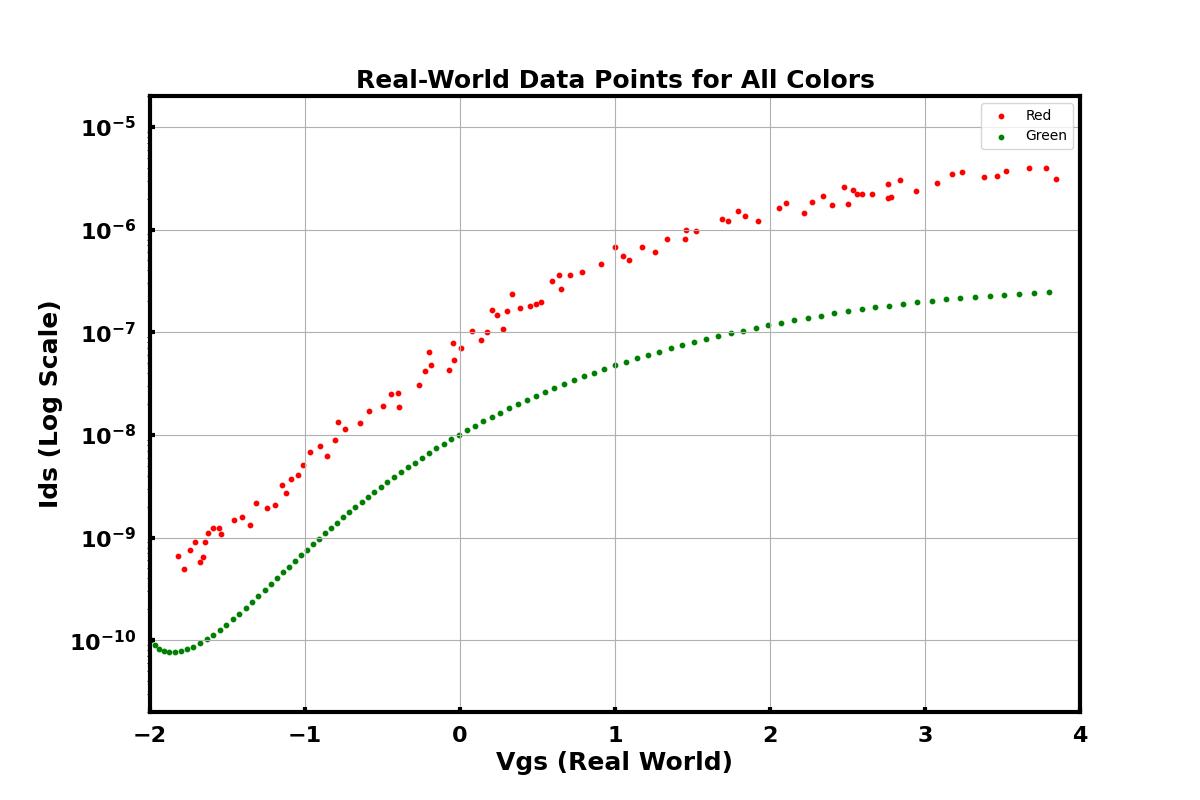 Real-World Data Points for All Colors
Red
Green
10⁻⁵
10⁻⁶
10⁻⁷
10⁻⁸
10⁻⁹
10⁻¹⁰
Ids (Log Scale)
−2 −1 0 1 2 3 4
Vgs (Real World)